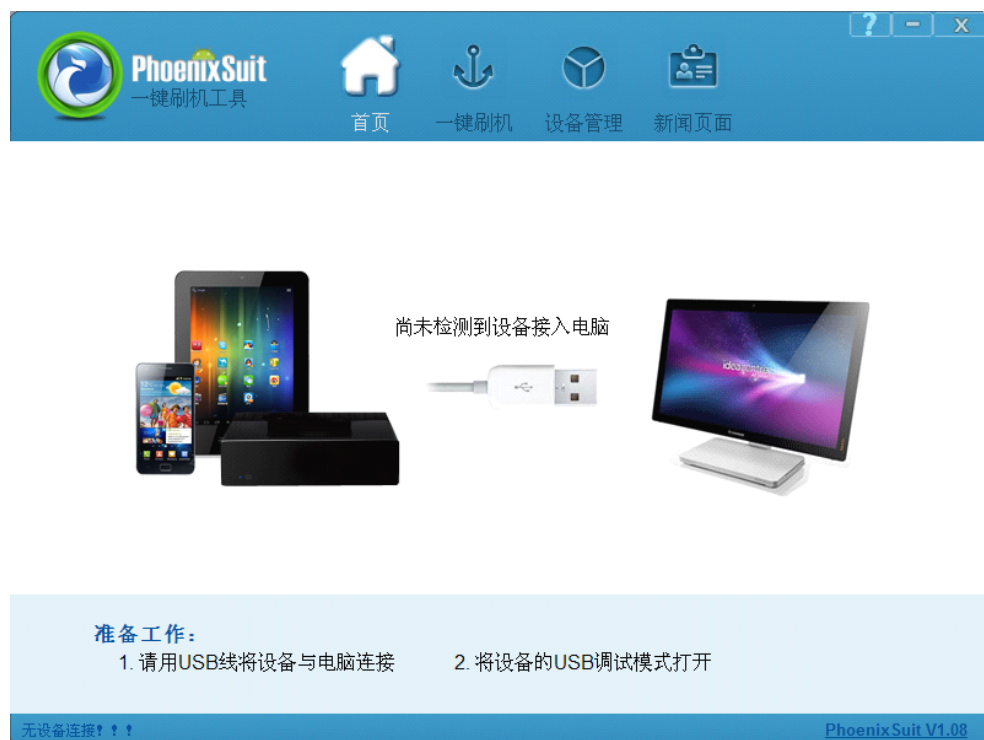 PhoenixSuit
一键刷机工具
首页 一键刷机 设备管理 新闻页面
? － X
尚未检测到设备接入电脑
准备工作：
1. 请用USB线将设备与电脑连接 2. 将设备的USB调试模式打开
无设备连接！！！ PhoenixSuit V1.08